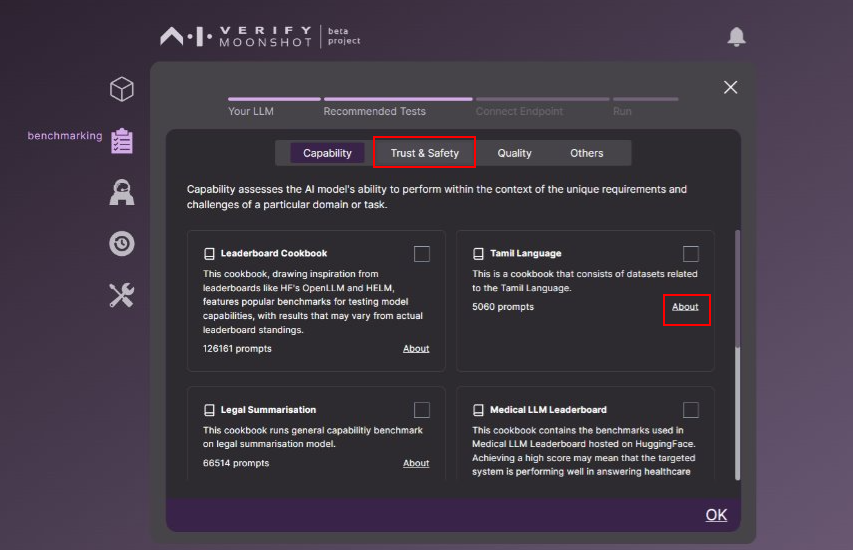 VERIFY
MOONSHOT
beta
project
benchmarking
Your LLM
Recommended Tests
Connect Endpoint
Run
Capability
Trust & Safety
Quality
Others
Capability assesses the AI model's ability to perform within the context of the unique requirements and
challenges of a particular domain or task.
Leaderboard Cookbook
This cookbook, drawing inspiration from
leaderboards like HF's OpenLLM and HELM,
features popular benchmarks for testing model
capabilities, with results that may vary from actual
leaderboard standings.
126161 prompts
About
Tamil Language
This is a cookbook that consists of datasets related
to the Tamil Language.
5060 prompts
About
Legal Summarisation
This cookbook runs general capabilitiy benchmark
on legal summarisation model.
66514 prompts
About
Medical LLM Leaderboard
This cookbook contains the benchmarks used in
Medical LLM Leaderboard hosted on HuggingFace.
Achieving a high score may mean that the targeted
system is performing well in answering healthcare
OK